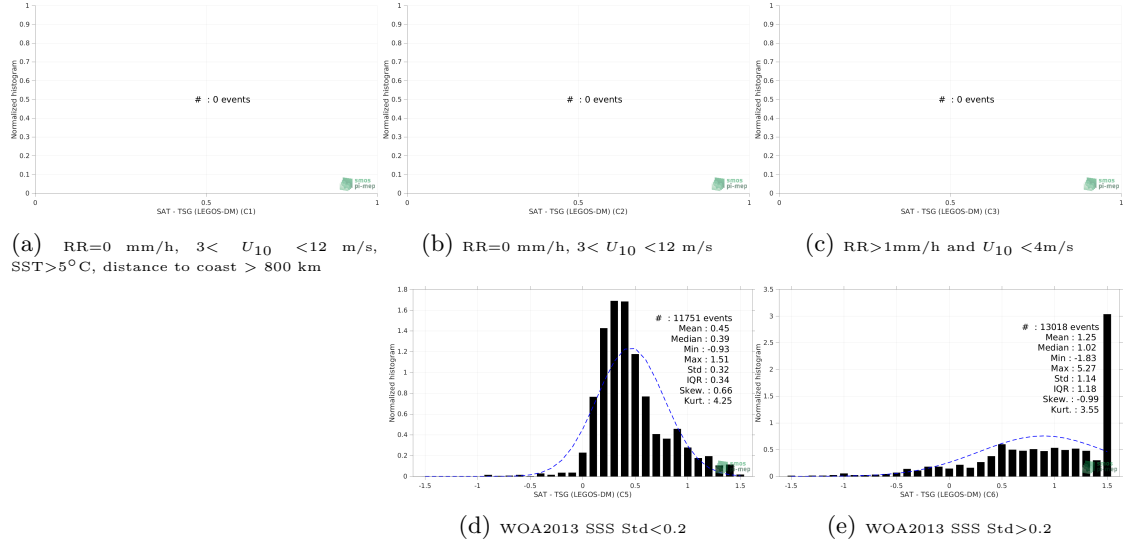 1
0.9
0.8
0.7
0.6
0.5
0.4
0.3
0.2
0.1
0
Normalized histogram
# : 0 events
smos
pi-mep
0 0.5 1
SAT - TSG (LEGOS-DM) (C1)
(a) RR=0 mm/h, 3< U10 <12 m/s,
SST>5°C, distance to coast > 800 km
1
0.9
0.8
0.7
0.6
0.5
0.4
0.3
0.2
0.1
0
Normalized histogram
# : 0 events
smos
pi-mep
0 0.5 1
SAT - TSG (LEGOS-DM) (C2)
(b) RR=0 mm/h, 3< U10 <12 m/s
1
0.9
0.8
0.7
0.6
0.5
0.4
0.3
0.2
0.1
0
Normalized histogram
# : 0 events
smos
pi-mep
0 0.5 1
SAT - TSG (LEGOS-DM) (C3)
(c) RR>1mm/h and U10 <4m/s
1.8
1.6
1.4
1.2
1
0.8
0.6
0.4
0.2
0
Normalized histogram
# : 11751 events
Mean : 0.45
Median : 0.39
Min : -0.93
Max : 1.51
Std : 0.32
IQR : 0.34
Skew. : 0.66
Kurt. : 4.25
smos
pi-mep
-1.5 -1 -0.5 0 0.5 1 1.5
SAT - TSG (LEGOS-DM) (C5)
(d) WOA2013 SSS Std<0.2
3.5
3
2.5
2
1.5
1
0.5
0
Normalized histogram
# : 13018 events
Mean : 1.25
Median : 1.02
Min : -1.83
Max : 5.27
Std : 1.14
IQR : 1.18
Skew. : -0.99
Kurt. : 3.55
-1.5 -1 -0.5 0 0.5 1 1.5
SAT - TSG (LEGOS-DM) (C6)
(e) WOA2013 SSS Std>0.2